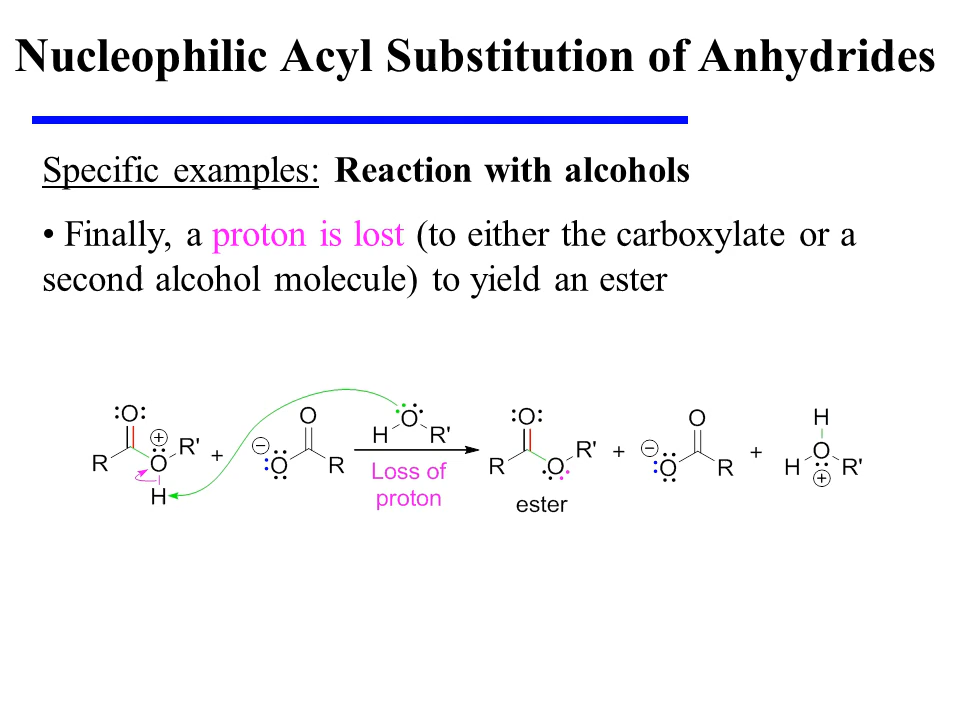 Nucleophilic Acyl Substitution of Anhydrides
Specific examples: Reaction with alcohols
• Finally, a proton is lost (to either the carboxylate or a
second alcohol molecule) to yield an ester
O
R
+
O
R'
H
+
O
−
O
R
H
O
R'
Loss of
proton
O
R
O
R'
ester
+
O
−
O
R
+
H
O
H
R'
+